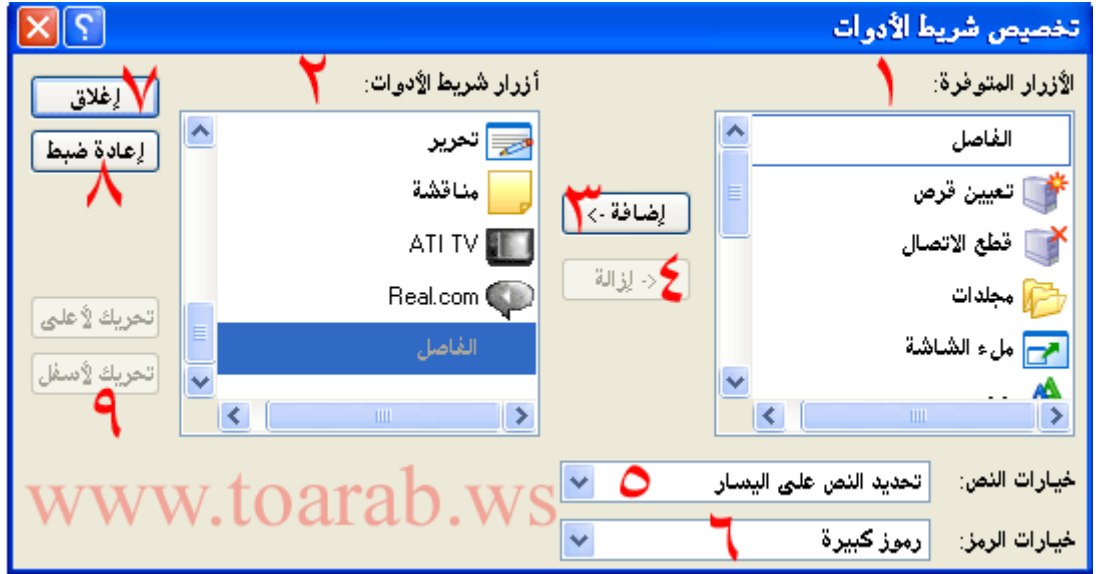 تخصيص شريط الأدوات
١
الأزرار المتوفرة:
الفاصل
تعيين قرص
قطع الاتصال
مجلدات
ملء الشاشة
٣
إضافة ->
٤
<- إزالة
٢
أزرار شريط الأدوات:
تحرير
مناقشة
ATI TV
Real.com
الفاصل
٧
إغلاق
إعادة ضبط
٨
تحريك لأعلى
تحريك لأسفل
٩
خيارات النص: تحديد النص على اليسار ٥
خيارات الرمز: رموز كبيرة ٦
www.toarab.ws